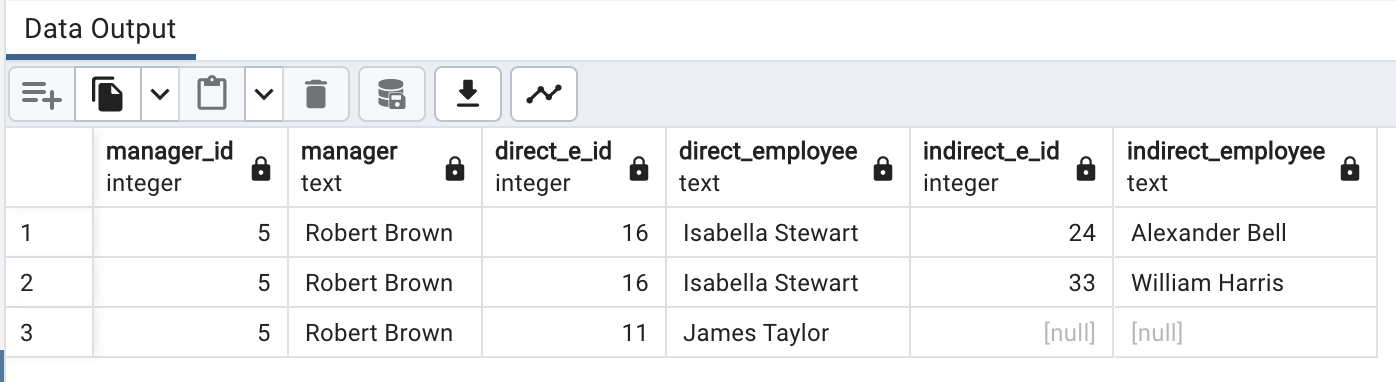 Data Output
manager_id integer manager text direct_e_id integer direct_employee text indirect_e_id integer indirect_employee text
1 5 Robert Brown 16 Isabella Stewart 24 Alexander Bell
2 5 Robert Brown 16 Isabella Stewart 33 William Harris
3 5 Robert Brown 11 James Taylor [null] [null]